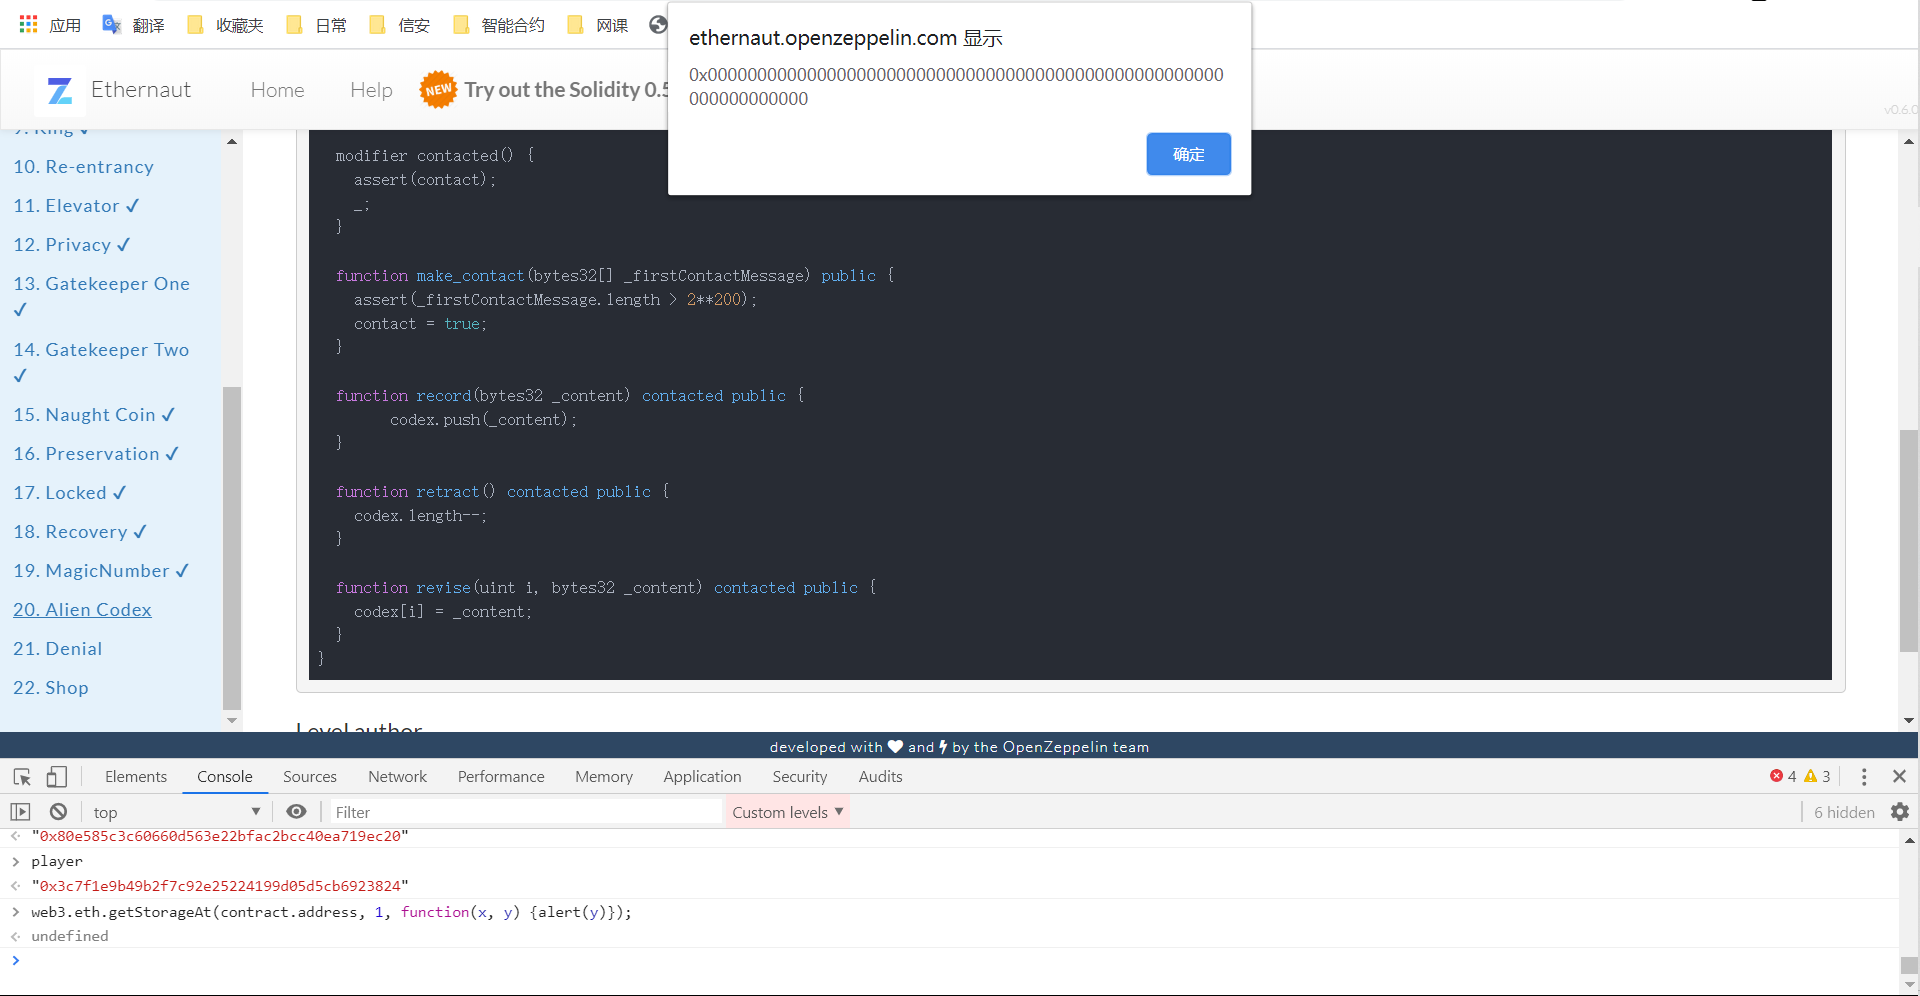 应用 翻译 收藏夹 日常 信安 智能合约 网课
ethernaut.openzeppelin.com 显示
0x0000000000000000000000000000000000000000000000000000
000000000000
确定
Ethernaut Home Help NEW Try out the Solidity 0.5
v0.6.0
9. King ✓
10. Re-entrancy
11. Elevator ✓
12. Privacy ✓
13. Gatekeeper One
✓
14. Gatekeeper Two
✓
15. Naught Coin ✓
16. Preservation ✓
17. Locked ✓
18. Recovery ✓
19. MagicNumber ✓
20. Alien Codex
21. Denial
22. Shop
modifier contacted() {
assert(contact);
_;
}
function make_contact(bytes32[] _firstContactMessage) public {
assert(_firstContactMessage.length > 2**200);
contact = true;
}
function record(bytes32 _content) contacted public {
codex.push(_content);
}
function retract() contacted public {
codex.length--;
}
function revise(uint i, bytes32 _content) contacted public {
codex[i] = _content;
}
}
Level author
developed with ♥ and by the OpenZeppelin team
Elements Console Sources Network Performance Memory Application Security Audits 4 3
top Filter Custom levels 6 hidden
"0x80e585c3c60660d563e22bfac2bcc40ea719ec20"
> player
"0x3c7f1e9b49b2f7c92e25224199d05d5cb6923824"
> web3.eth.getStorageAt(contract.address, 1, function(x, y) {alert(y)});
undefined
>